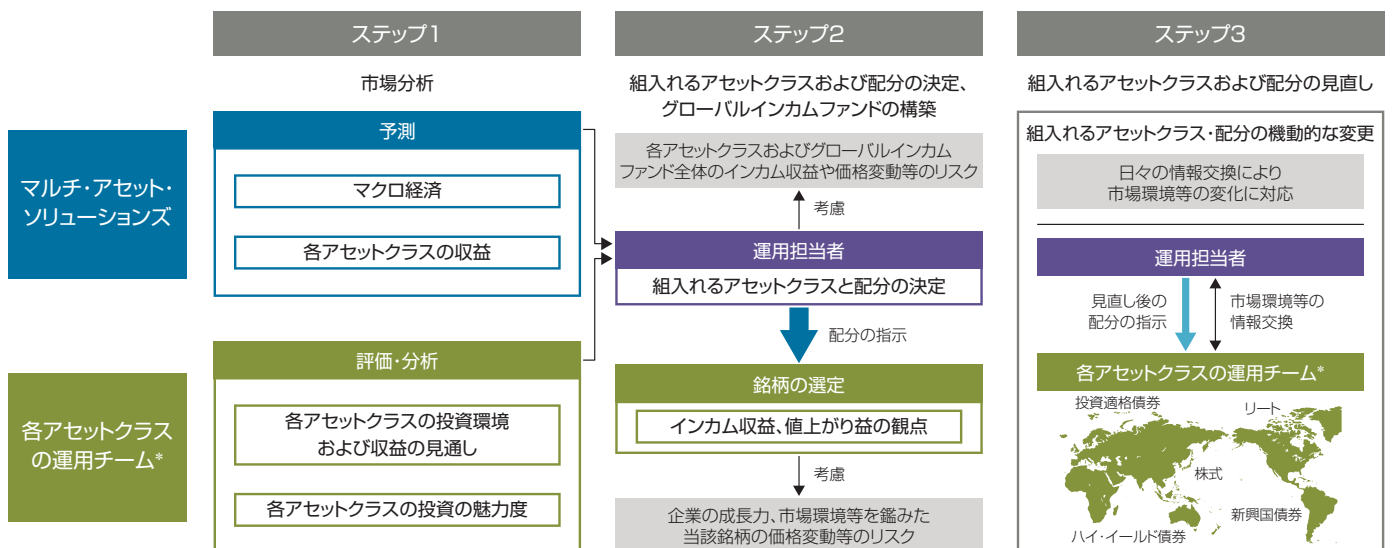 ステップ1
市場分析
マルチ・アセット・
ソリューションズ
予測
マクロ経済
各アセットクラスの収益
各アセットクラス
の運用チーム*
評価・分析
各アセットクラスの投資環境
および収益の見通し
各アセットクラスの投資の魅力度
ステップ2
組入れるアセットクラスおよび配分の決定、
グローバルインカムファンドの構築
各アセットクラスおよびグローバルインカム
ファンド全体のインカム収益や価格変動等のリスク
考慮
運用担当者
組入れるアセットクラスと配分の決定
配分の指示
銘柄の選定
インカム収益、値上がり益の観点
考慮
企業の成長力、市場環境等を鑑みた
当該銘柄の価格変動等のリスク
ステップ3
組入れるアセットクラスおよび配分の見直し
組入れるアセットクラス・配分の機動的な変更
日々の情報交換により
市場環境等の変化に対応
運用担当者
見直し後の
配分の指示
市場環境等の
情報交換
各アセットクラスの運用チーム*
投資適格債券
リート
株式
新興国債券
ハイ・イールド債券